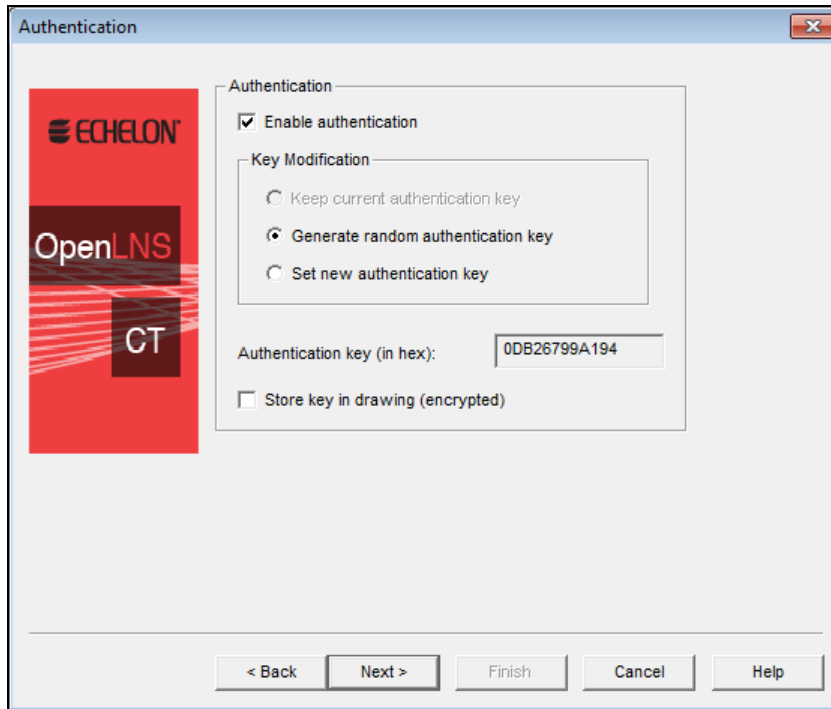 Authentication
ECHELON
OpenLNS
CT
Authentication
Enable authentication
Key Modification
Keep current authentication key
Generate random authentication key
Set new authentication key
Authentication key (in hex): 0DB26799A194
Store key in drawing (encrypted)
< Back Next > Finish Cancel Help